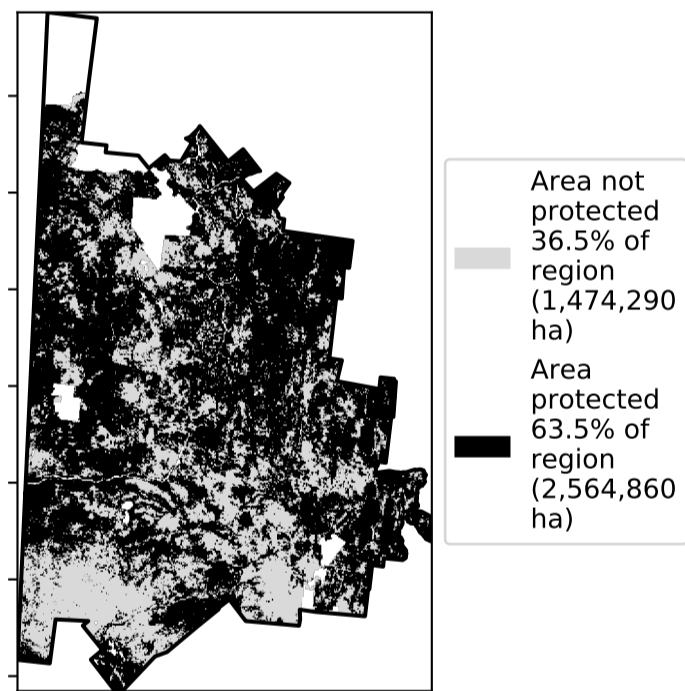 Area not
protected
36.5% of
region
(1,474,290
ha)
Area
protected
63.5% of
region
(2,564,860
ha)